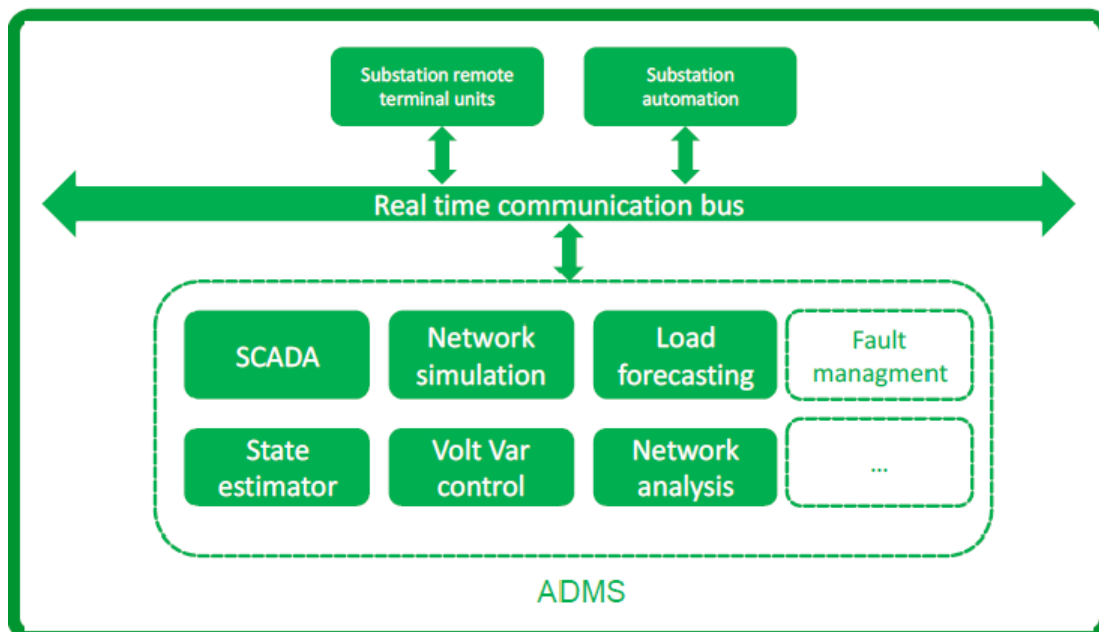 Substation remote
terminal units
Substation
automation
Real time communication bus
SCADA
Network
simulation
Load
forecasting
Fault
managment
State
estimator
Volt Var
control
Network
analysis
...
ADMS